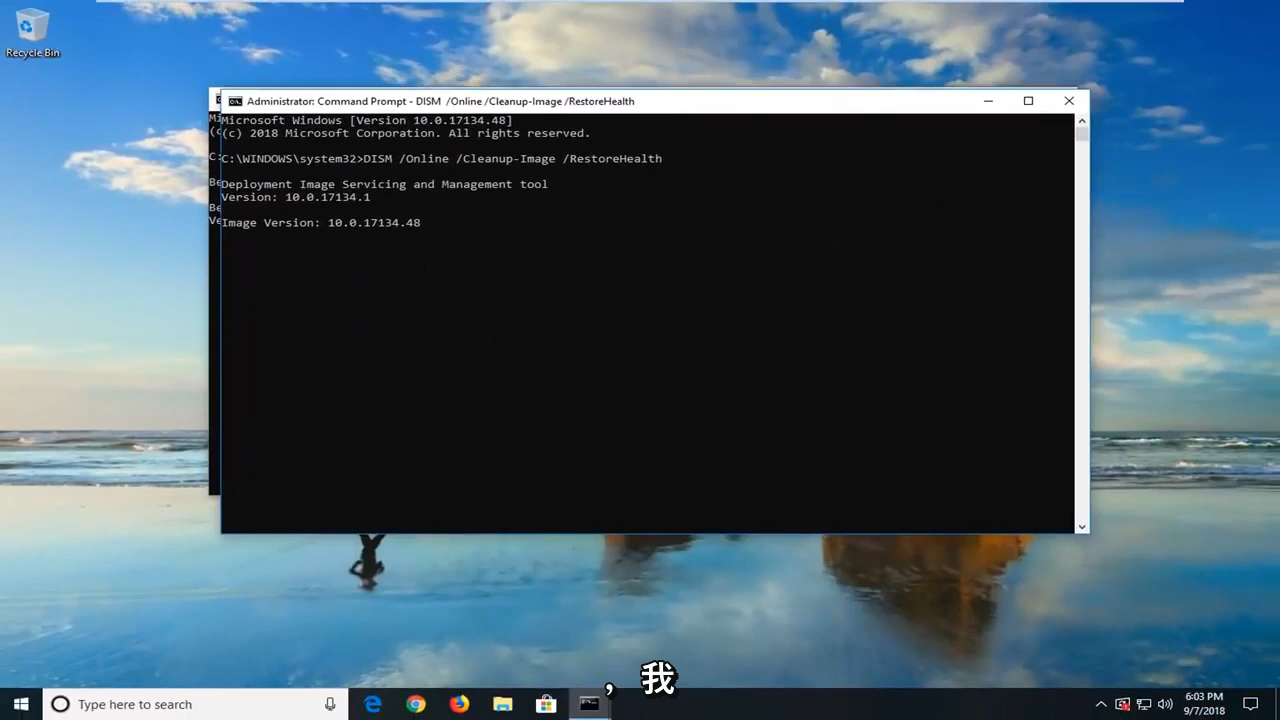 Recycle Bin
Administrator: Command Prompt - DISM /Online /Cleanup-Image /RestoreHealth
Microsoft Windows [Version 10.0.17134.48]
(c) 2018 Microsoft Corporation. All rights reserved.
C:\WINDOWS\system32>DISM /Online /Cleanup-Image /RestoreHealth
Deployment Image Servicing and Management tool
Version: 10.0.17134.1
Image Version: 10.0.17134.48
，我
Type here to search
6:03 PM
9/7/2018